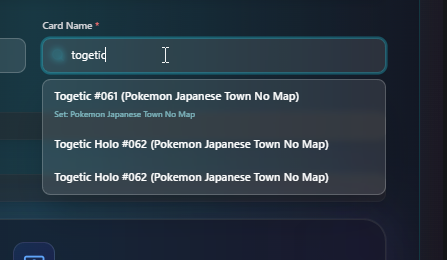 Card Name *
togetic
Togetic #061 (Pokemon Japanese Town No Map)
Set: Pokemon Japanese Town No Map
Togetic Holo #062 (Pokemon Japanese Town No Map)
Togetic Holo #062 (Pokemon Japanese Town No Map)